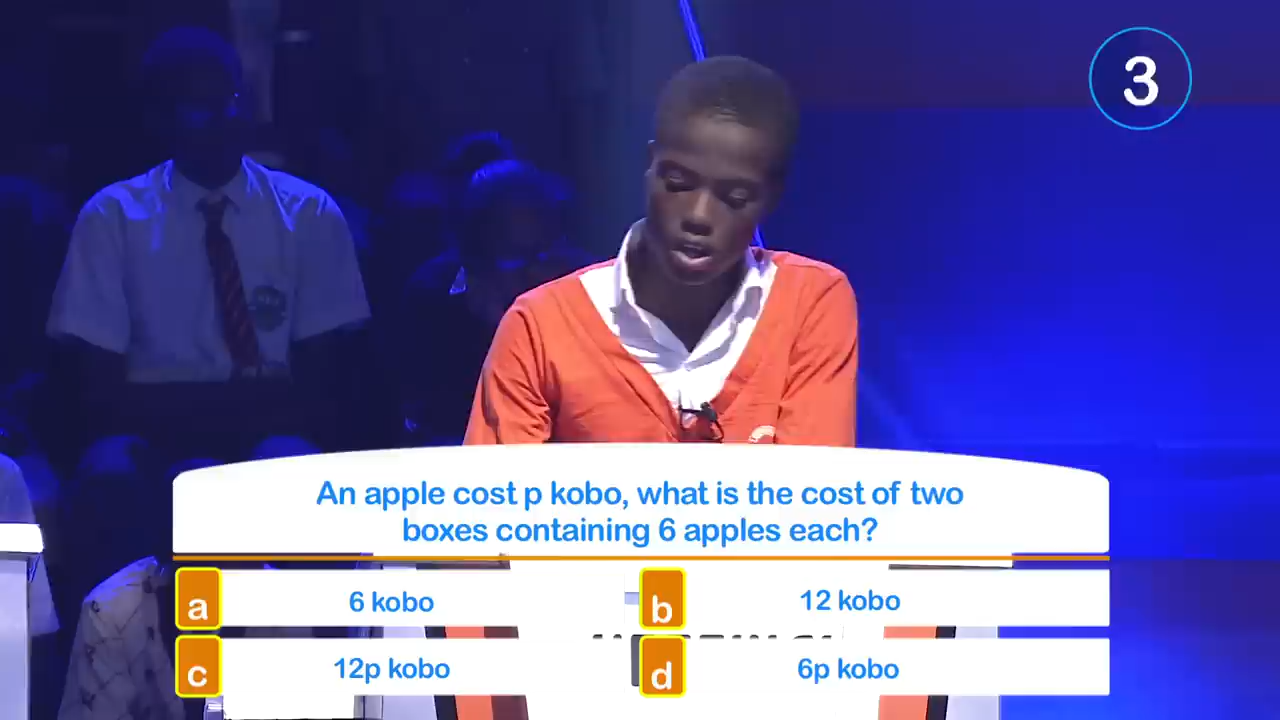 3
An apple cost p kobo, what is the cost of two
boxes containing 6 apples each?
a 6 kobo
b 12 kobo
c 12p kobo
d 6p kobo